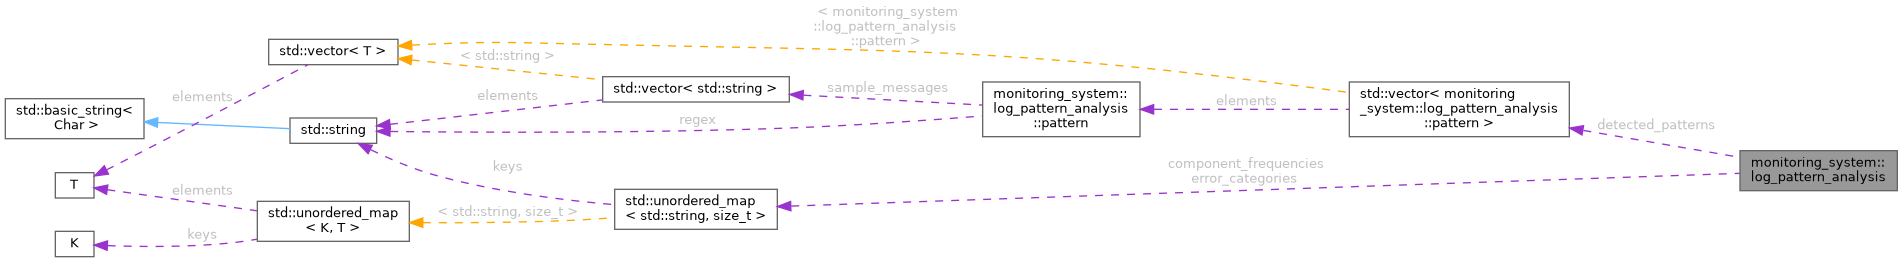 < monitoring_system
::log_pattern_analysis
::pattern >
std::vector< T >
< std::string >
std::vector< std::string >
sample_messages
monitoring_system::
log_pattern_analysis
::pattern
elements
std::vector< monitoring
_system::log_pattern_analysis
::pattern >
detected_patterns
monitoring_system::
log_pattern_analysis
elements
elements
std::basic_string<
Char >
std::string
regex
keys
component_frequencies
error_categories
T
elements
std::unordered_map
< K, T >
< std::string, size_t >
std::unordered_map
< std::string, size_t >
K
keys